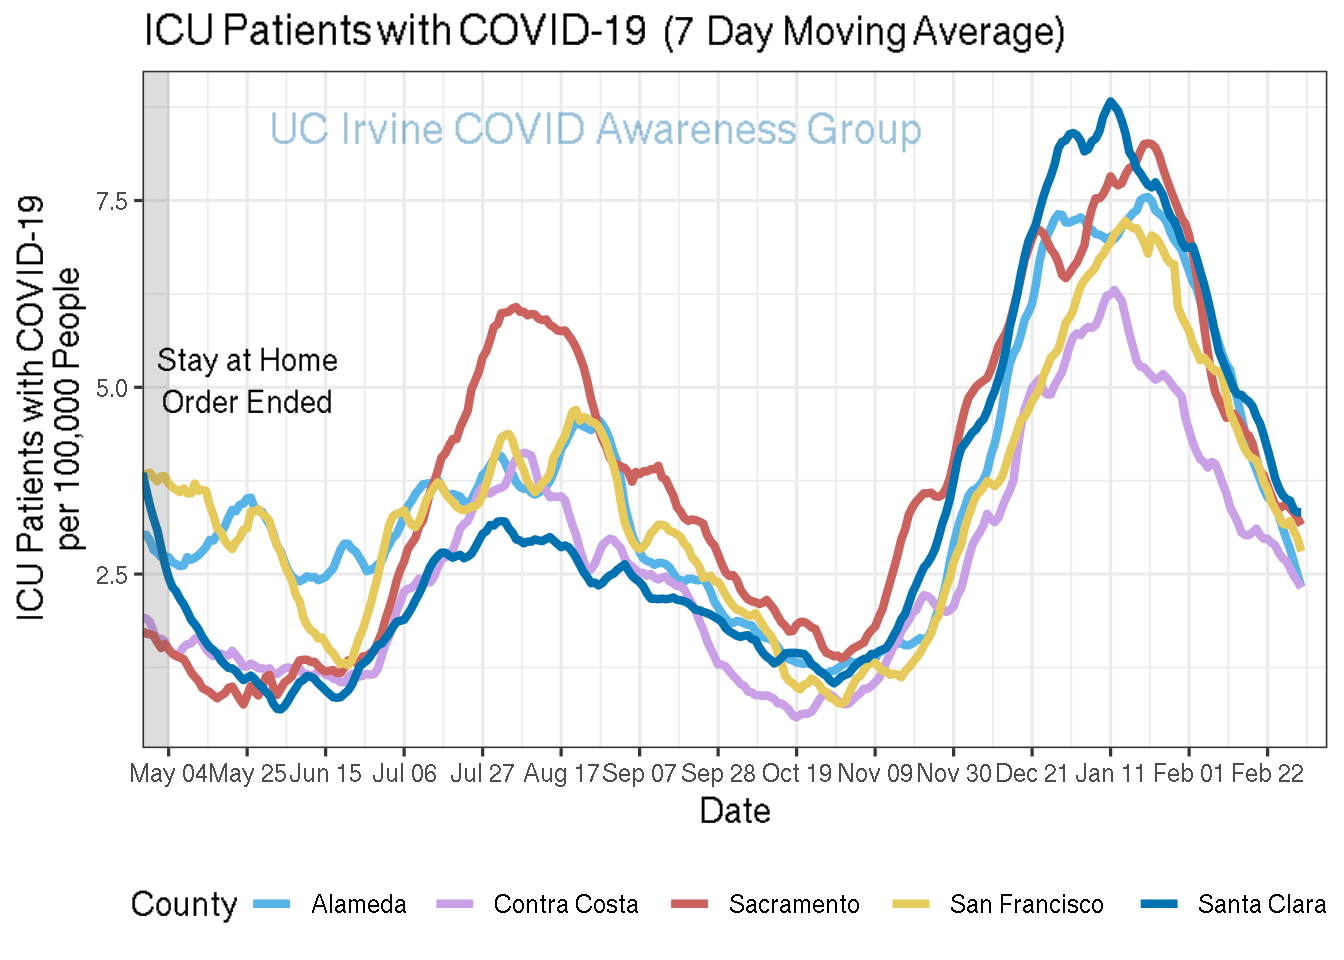 ICU Patients with COVID-19 (7 Day Moving Average)
UC Irvine COVID Awareness Group
ICU Patients with COVID-19
per 100,000 People
7.5
5.0
2.5
Stay at Home
Order Ended
May 04 May 25 Jun 15 Jul 06 Jul 27 Aug 17 Sep 07 Sep 28 Oct 19 Nov 09 Nov 30 Dec 21 Jan 11 Feb 01 Feb 22
Date
County Alameda Contra Costa Sacramento San Francisco Santa Clara